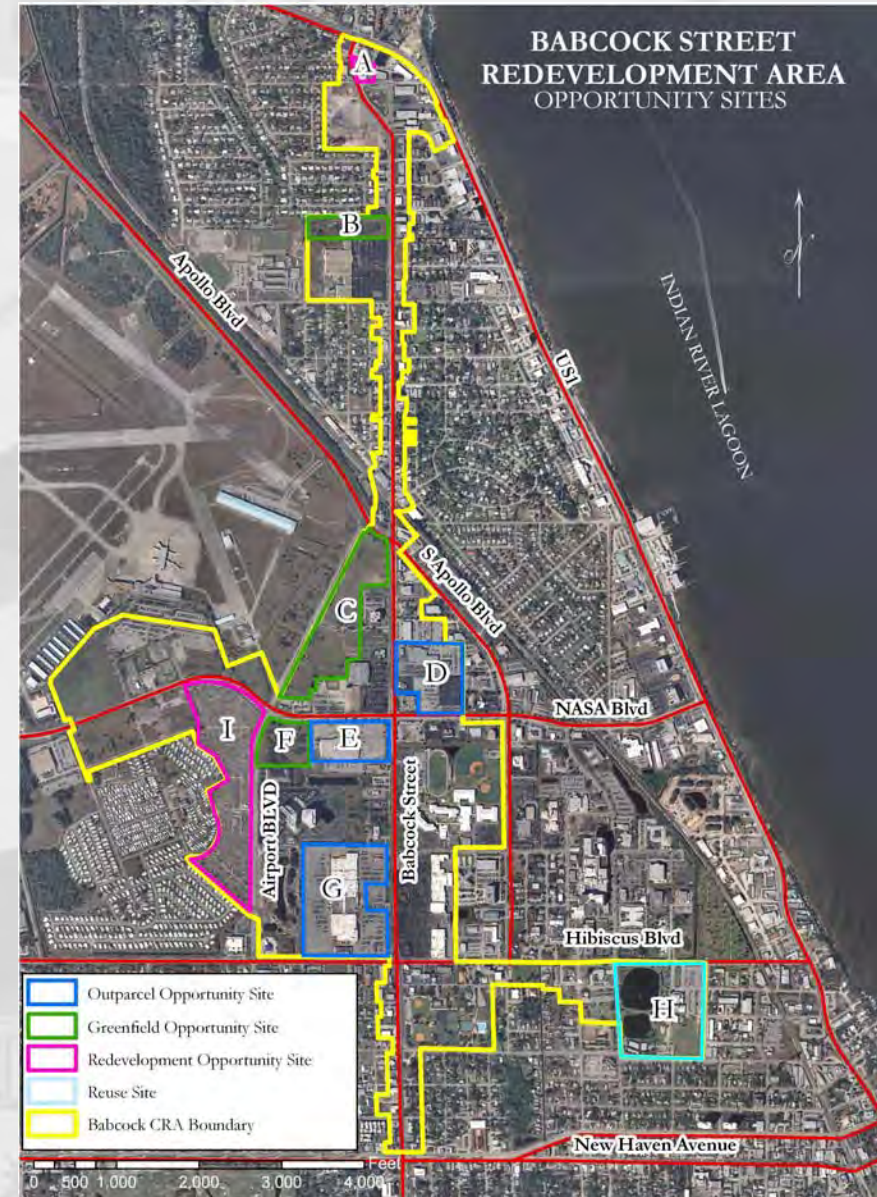 BABCOCK STREET
REDEVELOPMENT AREA
OPPORTUNITY SITES
A
B
Apollo Blvd
US1
INDIAN RIVER LAGOON
N
C
S Apollo Blvd
D
NASA Blvd
I
F
E
Airport BLVD
Babcock Street
G
Hibiscus Blvd
H
Outparcel Opportunity Site
Greenfield Opportunity Site
Redevelopment Opportunity Site
Reuse Site
Babcock CRA Boundary
New Haven Avenue
Feet
0 500 1,000 2,000 3,000 4,000